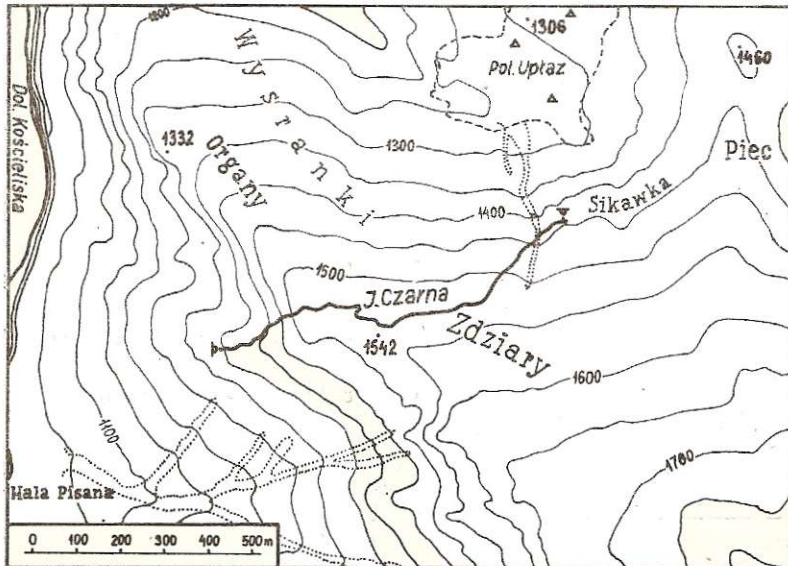 1306
1460
Pol. Upłaz
Wysranki
Dol. Kościeliska
1332
Organy
1300
Piec
Sikawka
1400
1500
J. Czarna
Zdziary
1542
1600
1100
1700
Hala Pisana
0 100 200 300 400 500m